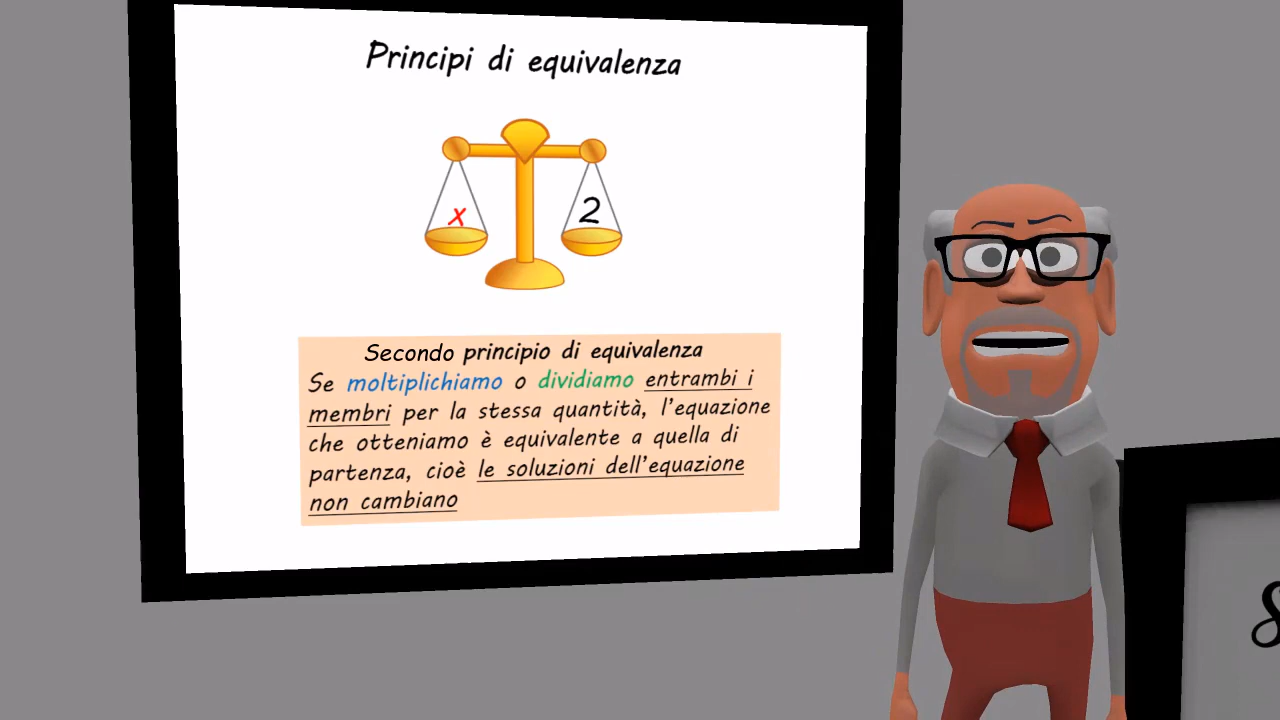 Principi di equivalenza
x
2
Secondo principio di equivalenza
Se moltiplichiamo o dividiamo entrambi i
membri per la stessa quantità, l'equazione
che otteniamo è equivalente a quella di
partenza, cioè le soluzioni dell'equazione
non cambiano